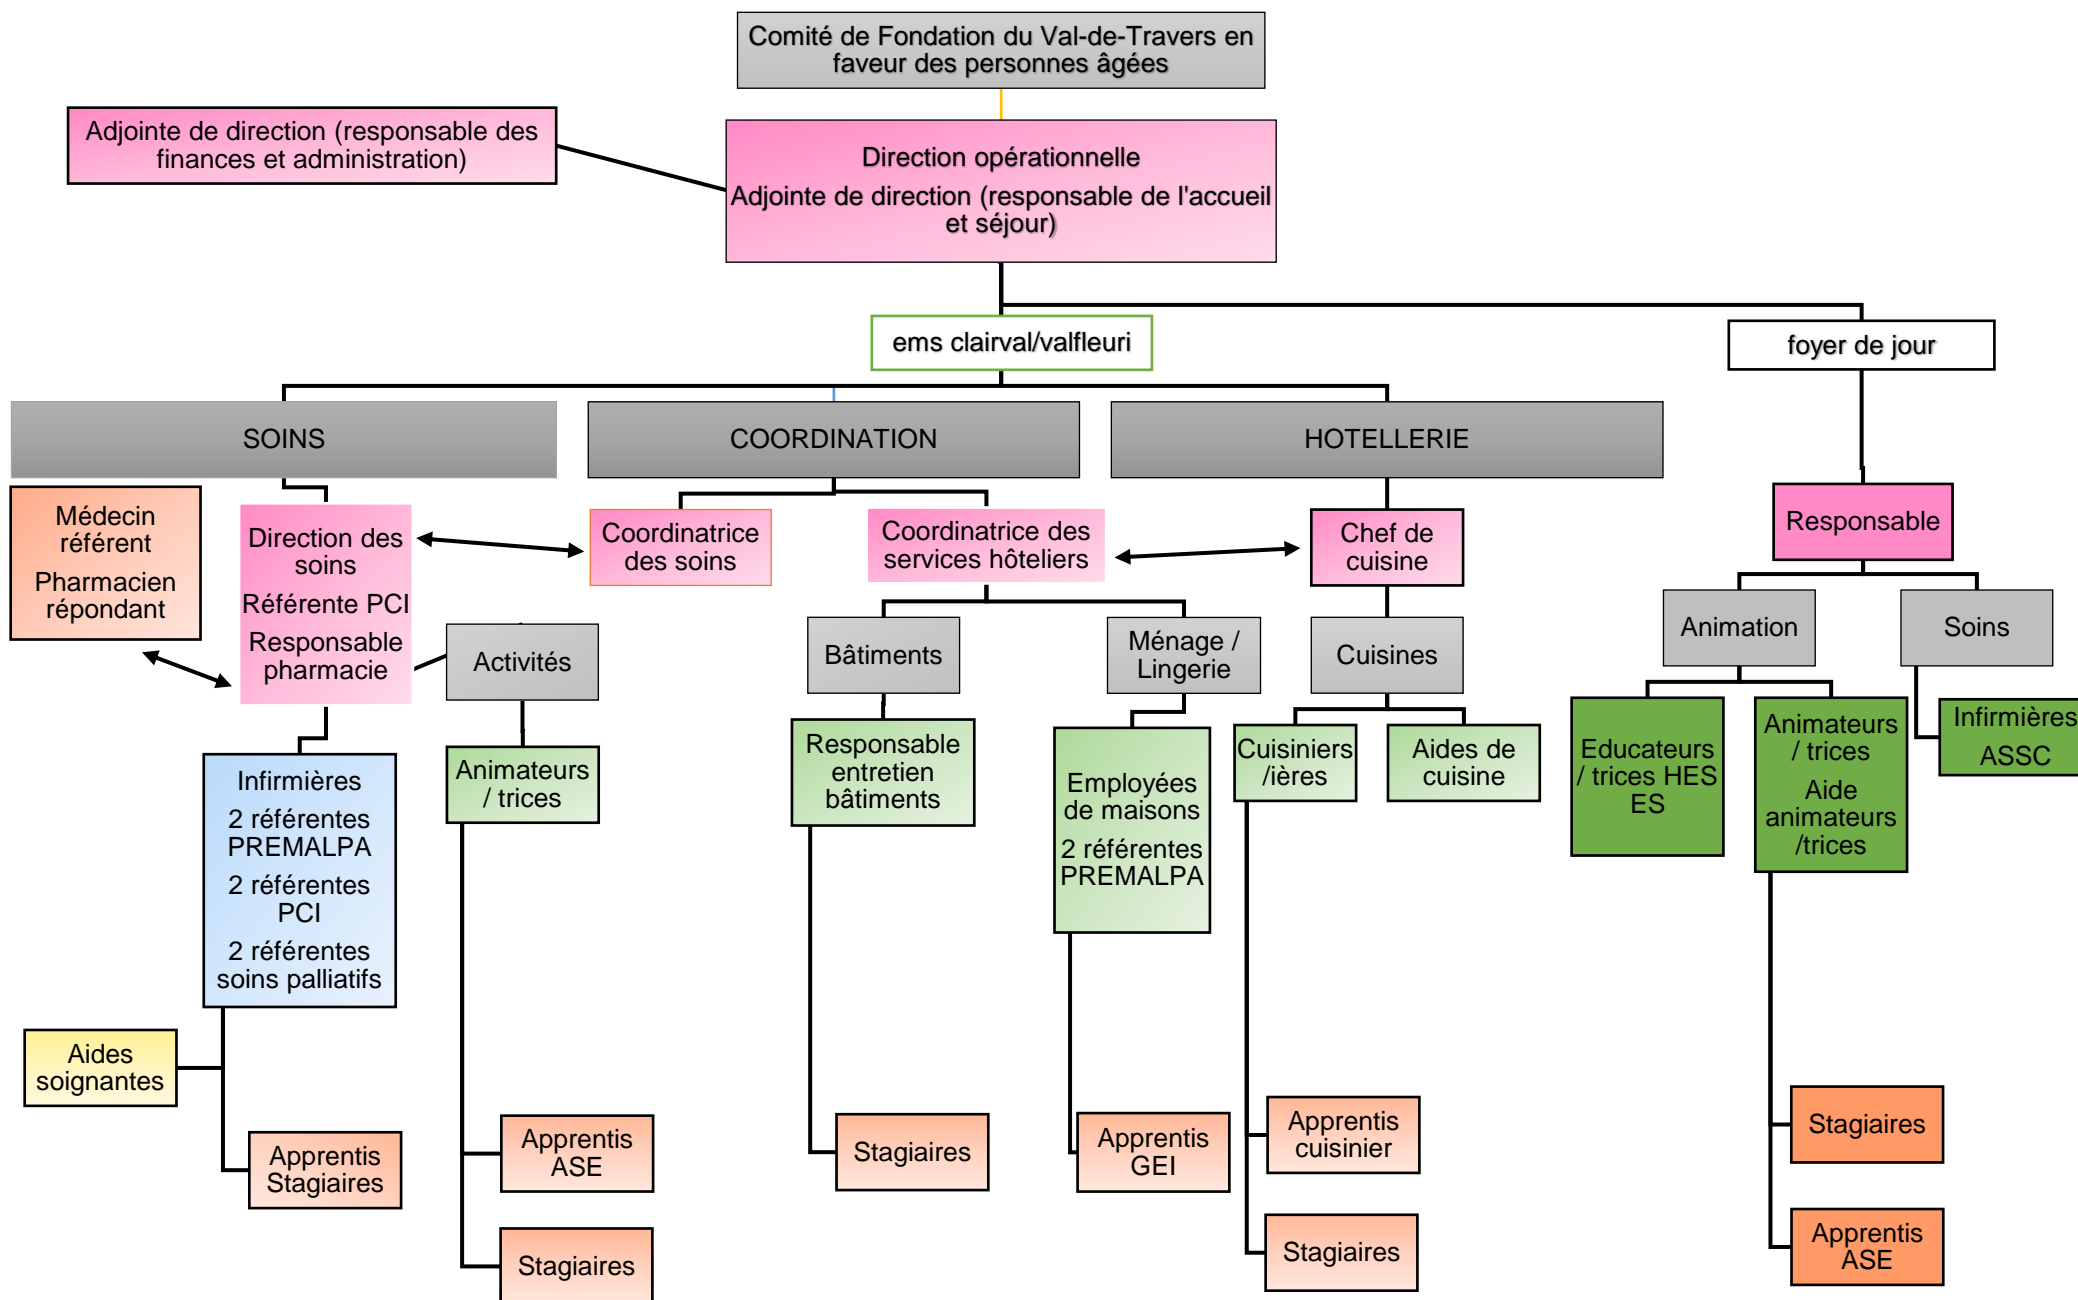 Comité de Fondation du Val-de-Travers en
faveur des personnes âgées
Adjointe de direction (responsable des
finances et administration)
Direction opérationnelle
Adjointe de direction (responsable de l'accueil
et séjour)
ems clairval/valfleuri
foyer de jour
SOINS
COORDINATION
HOTELLERIE
Médecin
référent
Pharmacien
répondant
Direction des
soins
Référente PCI
Responsable
pharmacie
Coordinatrice
des soins
Coordinatrice des
services hôteliers
Chef de
cuisine
Responsable
Activités
Bâtiments
Ménage /
Lingerie
Cuisines
Animation
Soins
Infirmières
2 référentes
PREMALPA
2 référentes
PCI
2 référentes
soins palliatifs
Animateurs
/ trices
Responsable
entretien
bâtiments
Employées
de maisons
2 référentes
PREMALPA
Cuisiniers
/ières
Aides de
cuisine
Educateurs
/ trices HES
ES
Animateurs
/ trices
Aide
animateurs
/trices
Infirmières
ASSC
Aides
soignantes
Apprentis
Stagiaires
Apprentis
ASE
Stagiaires
Stagiaires
Apprentis
GEI
Apprentis
cuisinier
Stagiaires
Stagiaires
Apprentis
ASE